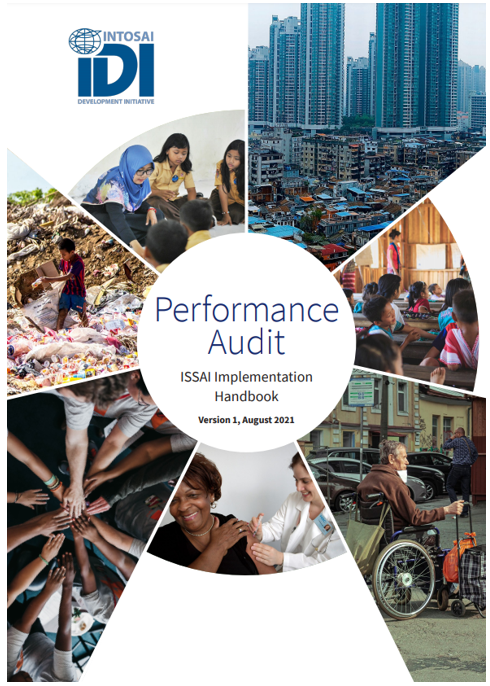 INTOSAI
IDI
DEVELOPMENT INITIATIVE
Performance
Audit
ISSAI Implementation
Handbook
Version 1, August 2021